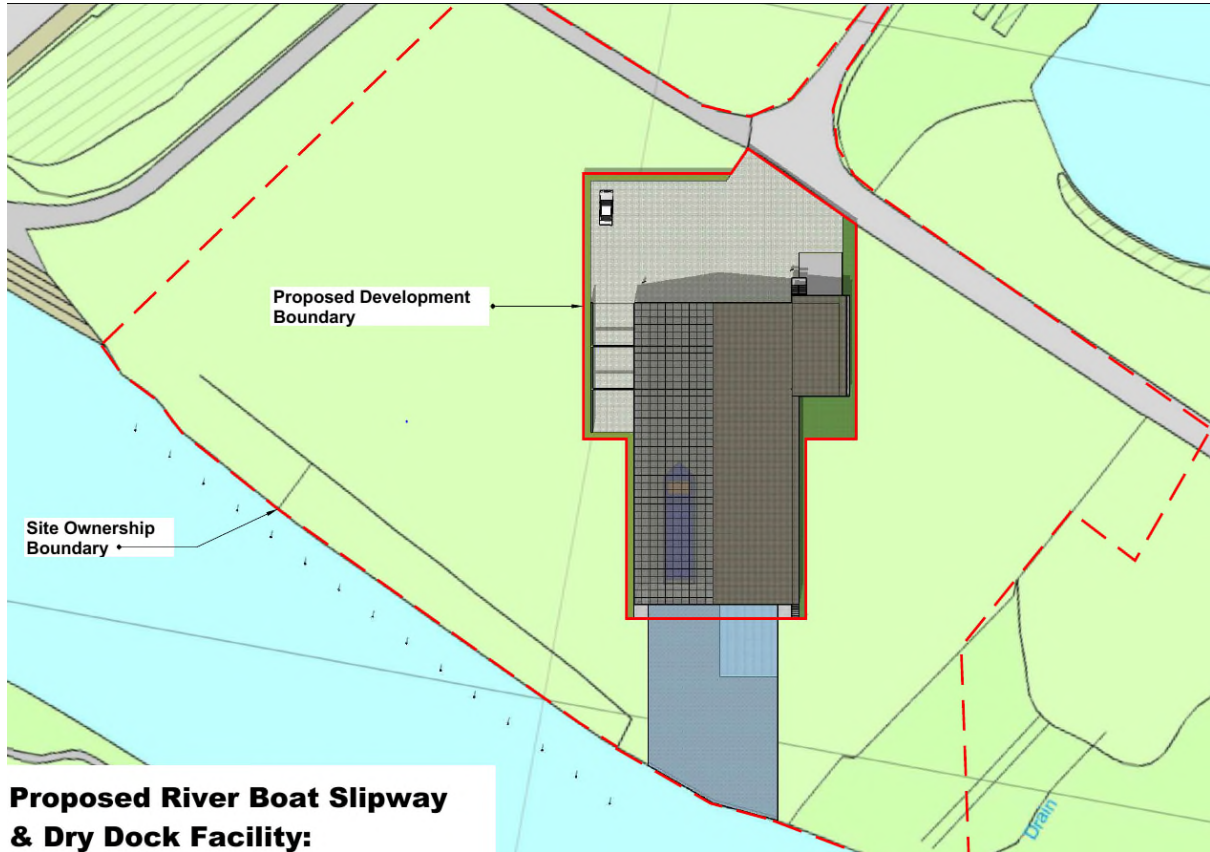 Proposed Development
Boundary
Site Ownership
Boundary
Proposed River Boat Slipway
& Dry Dock Facility:
Drain